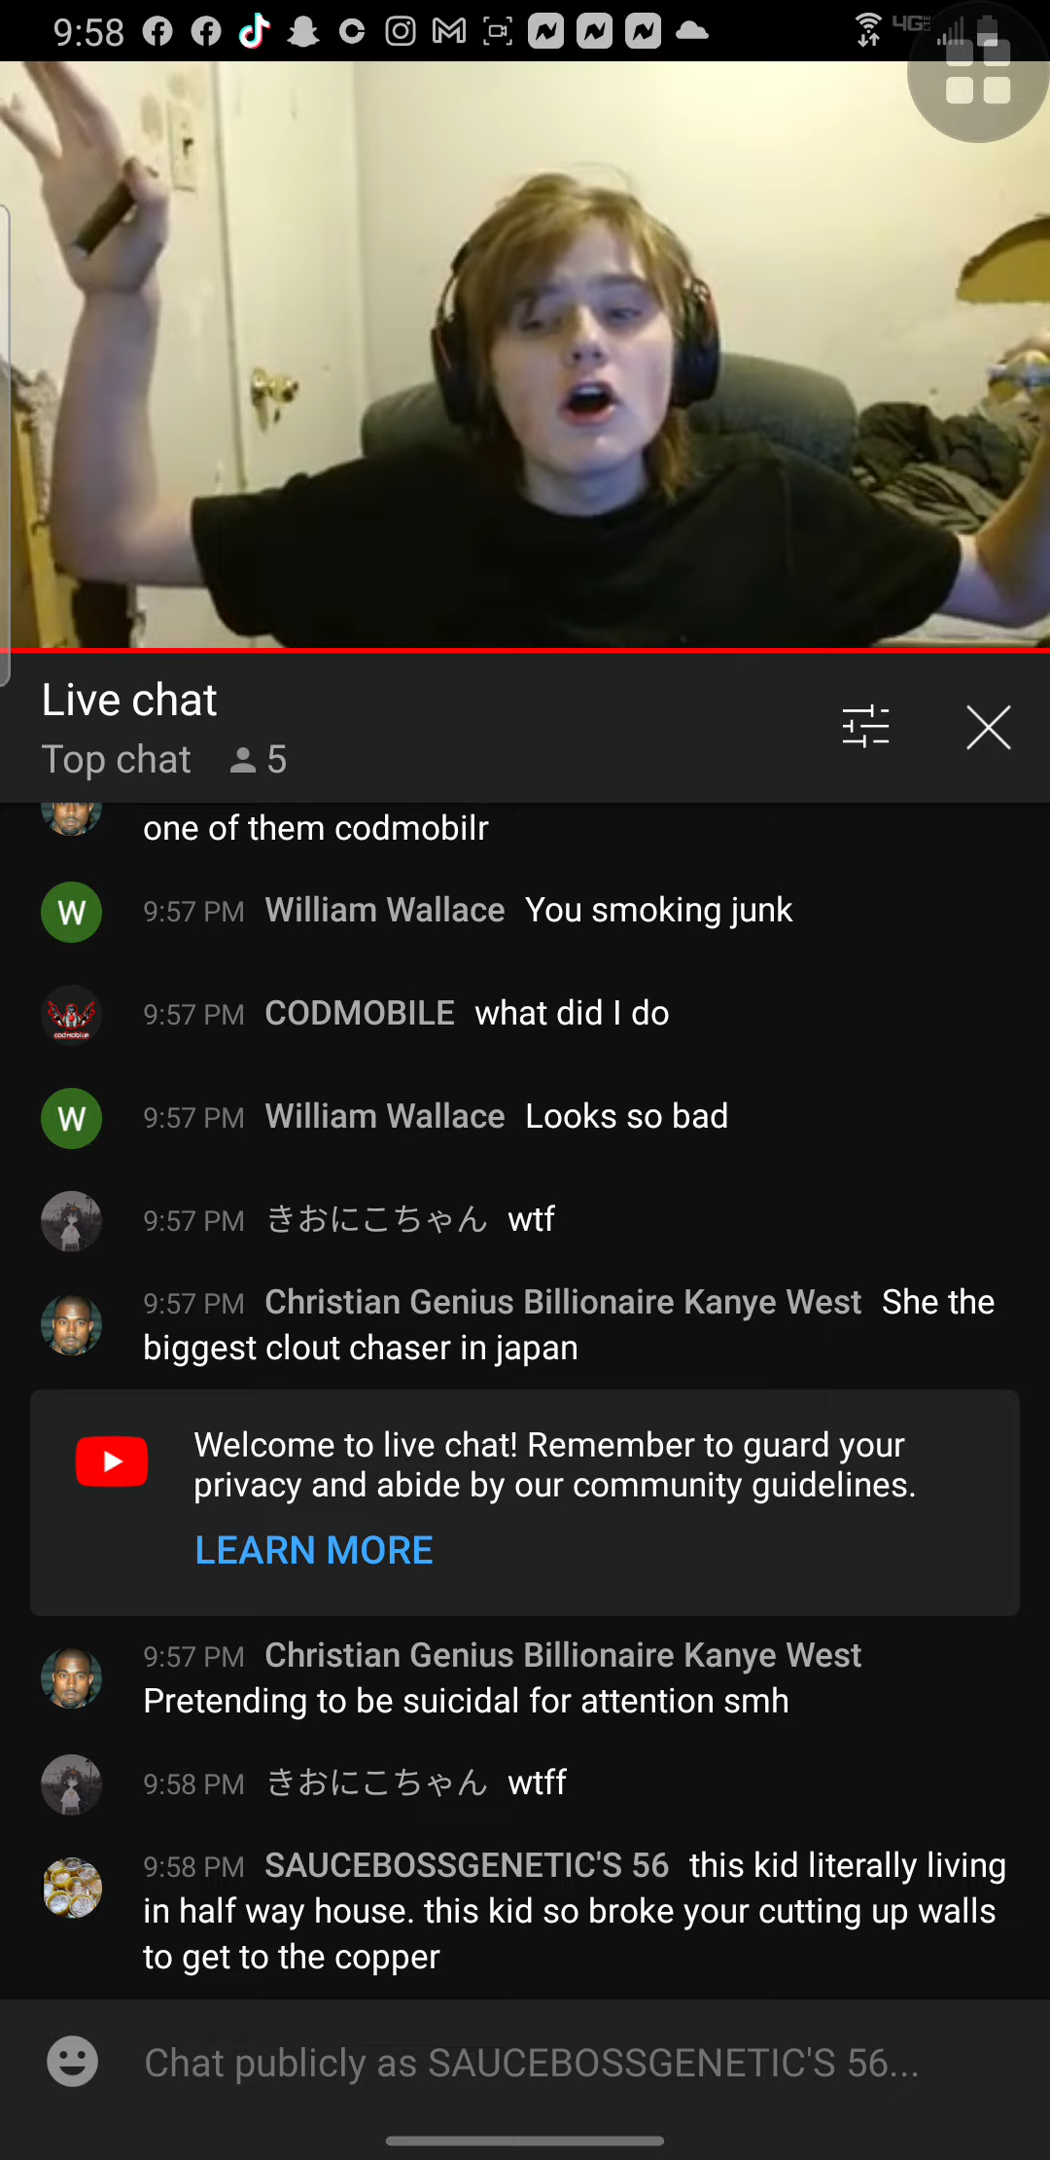 9:58
4GE
Live chat
Top chat 5
one of them codmobilr
W 9:57 PM William Wallace You smoking junk
9:57 PM CODMOBILE what did I do
W 9:57 PM William Wallace Looks so bad
9:57 PM きおにこちゃん wtf
9:57 PM Christian Genius Billionaire Kanye West She the
biggest clout chaser in japan
Welcome to live chat! Remember to guard your
privacy and abide by our community guidelines.
LEARN MORE
9:57 PM Christian Genius Billionaire Kanye West
Pretending to be suicidal for attention smh
9:58 PM きおにこちゃん wtff
9:58 PM SAUCEBOSSGENETIC'S 56 this kid literally living
in half way house. this kid so broke your cutting up walls
to get to the copper
Chat publicly as SAUCEBOSSGENETIC'S 56...